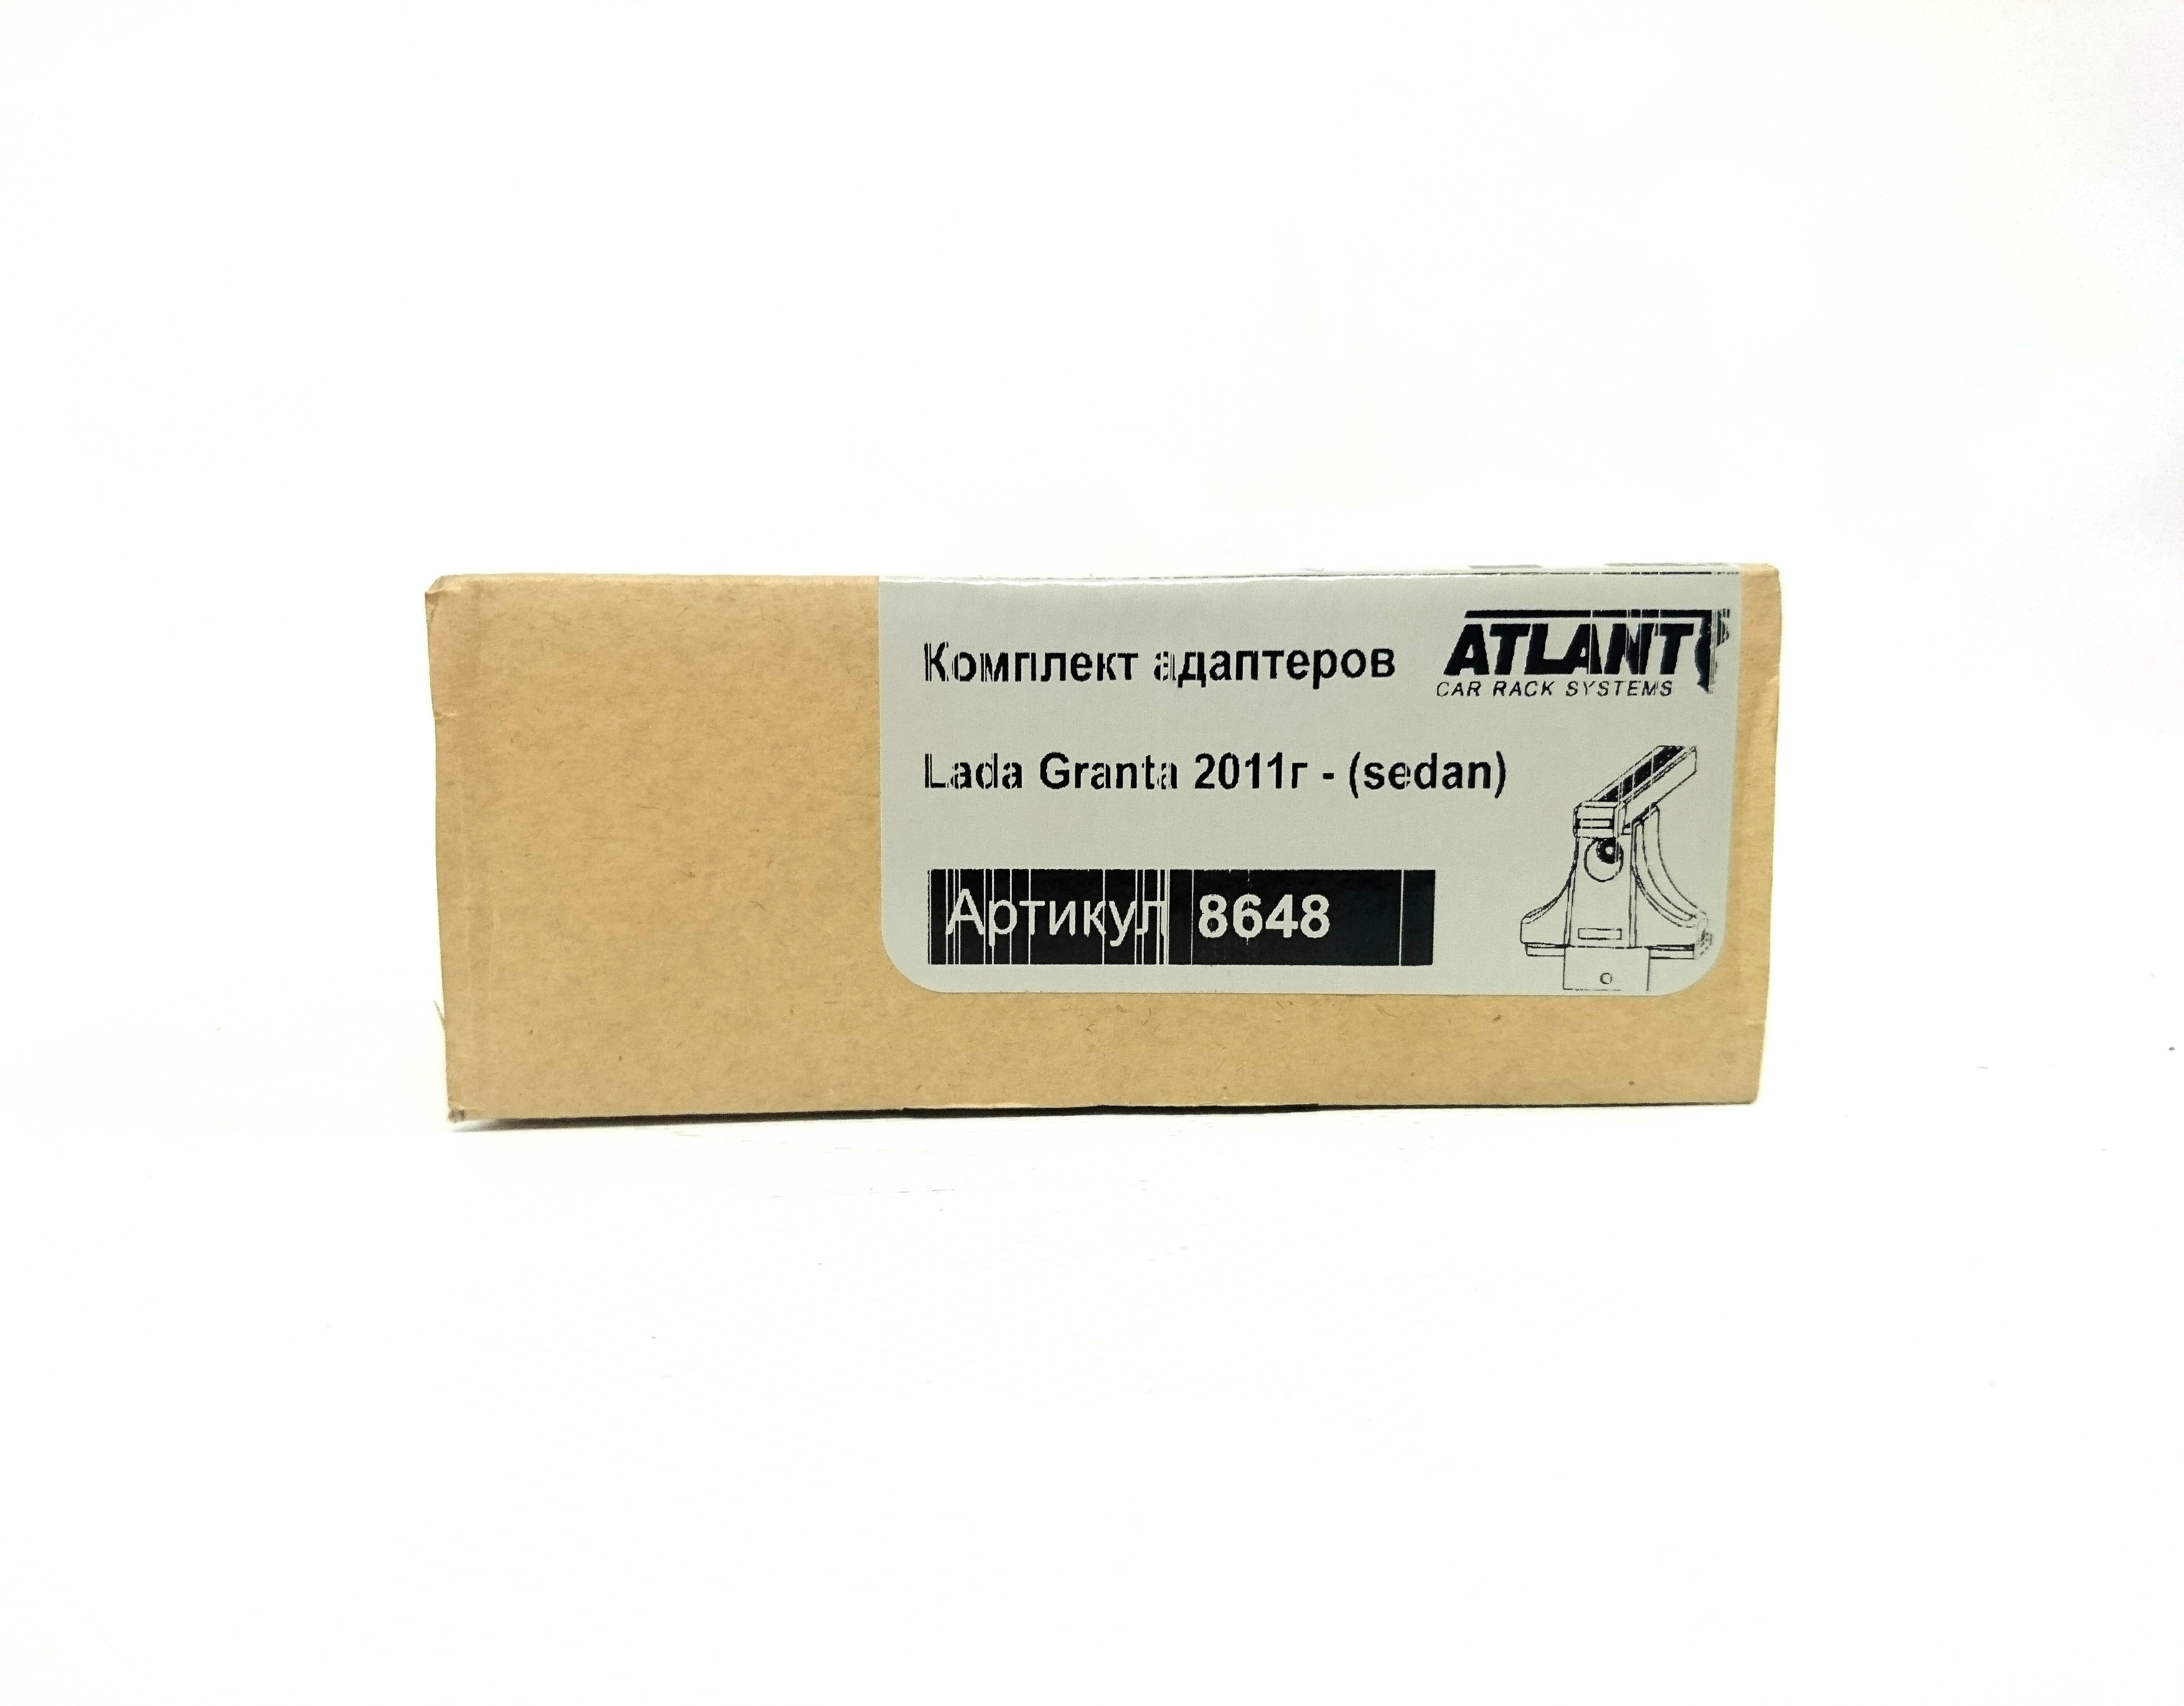 Комплект адаптеров
ATLANT
CAR RACK SYSTEMS
Lada Granta 2011г - (sedan)
Артикул 8648